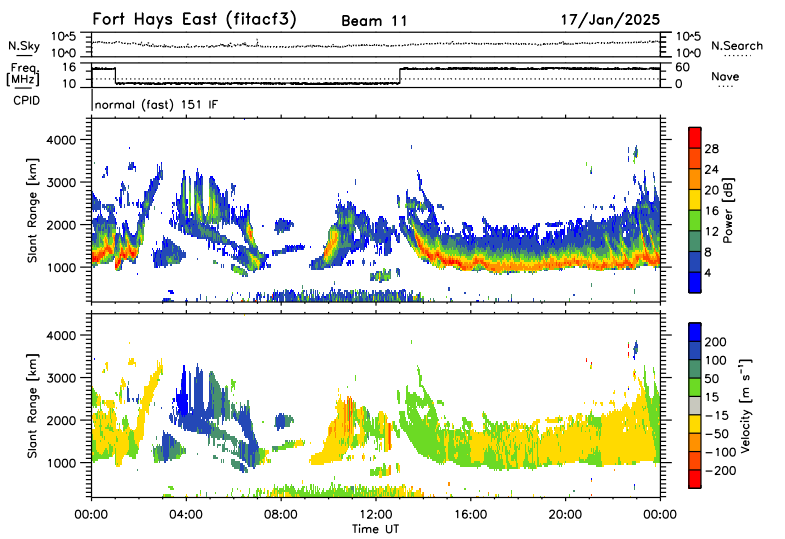 Fort Hays East (fitacf3) Beam 11 17/Jan/2025
N.Sky 10^5 10^0 10^5 10^0 N.Search
Freq. [MHz] 16 10 60 0 Nave
CPID normal (fast) 151 IF
Slant Range [km]
4000
3000
2000
1000
28
24
20
16
12
8
4
Power [dB]
Slant Range [km]
4000
3000
2000
1000
200
100
50
15
−15
−50
−100
−200
Velocity [m s⁻¹]
00:00 04:00 08:00 12:00 16:00 20:00 00:00
Time UT